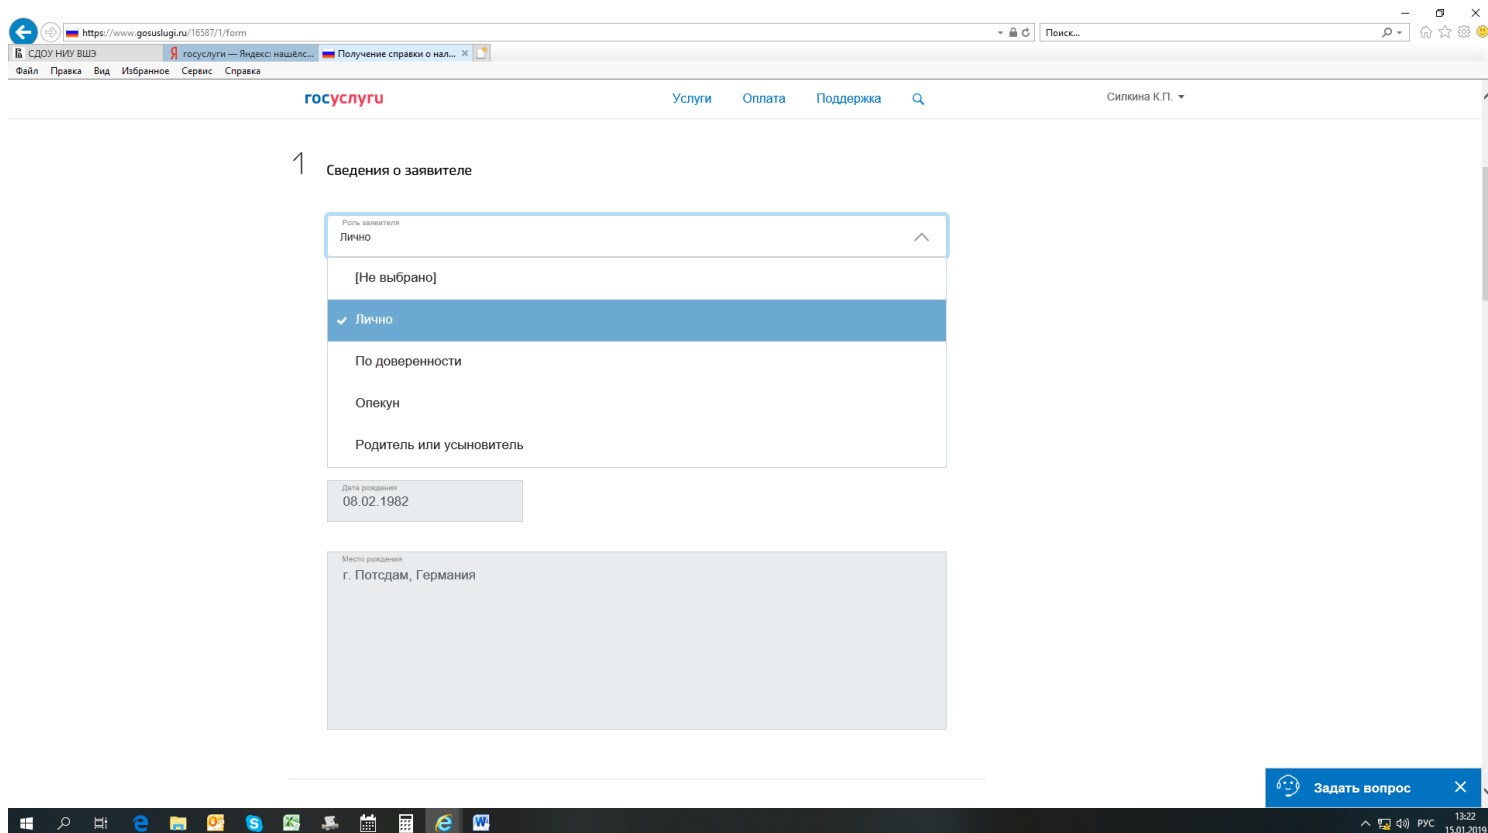 https://www.gosuslugi.ru/16587/1/form
Поиск...
СДОУ НИУ ВШЭ
госуслуги — Яндекс: нашёлс...
Получение справки о нал...
Файл Правка Вид Избранное Сервис Справка
госуслуги
Услуги Оплата Поддержка
Силкина К.П.
1 Сведения о заявителе
Роль заявителя
Лично
[Не выбрано]
Лично
По доверенности
Опекун
Родитель или усыновитель
Дата рождения
08.02.1982
Место рождения
г. Потсдам, Германия
Задать вопрос
РУС
13:22
15.01.2019